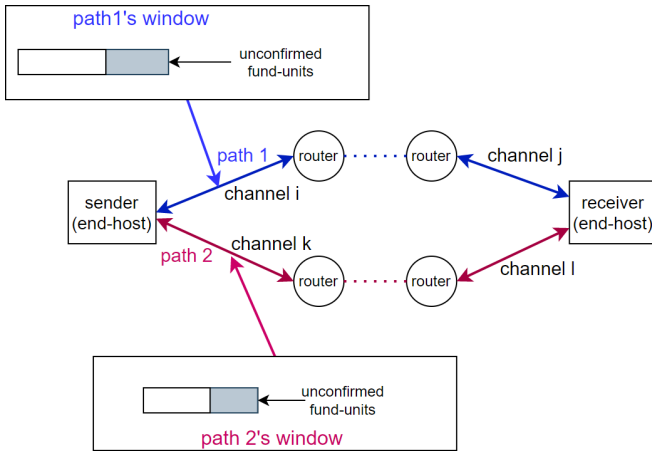 path1's window
unconfirmed
fund-units
path 1
router
router
channel j
sender
(end-host)
channel i
receiver
(end-host)
channel k
path 2
router
router
channel l
unconfirmed
fund-units
path 2's window